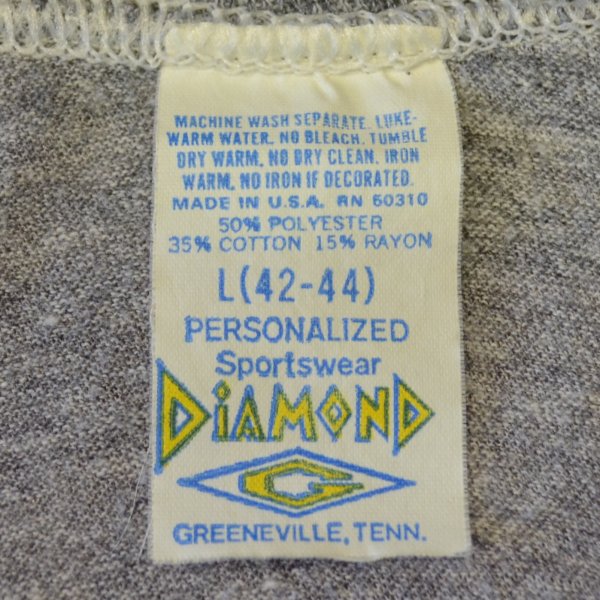 MACHINE WASH SEPARATE. LUKE-
WARM WATER. NO BLEACH. TUMBLE
DRY WARM. NO DRY CLEAN. IRON
WARM. NO IRON IF DECORATED.
MADE IN U.S.A. RN 60310
50% POLYESTER
35% COTTON 15% RAYON
L(42-44)
PERSONALIZED
Sportswear
DiAMOND
G
GREENEVILLE, TENN.